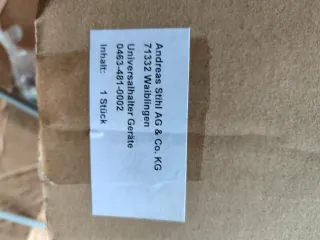 Andreas Stihl AG & Co. KG
71332 Waiblingen
Universalhalter Geräte
0463-481-0002
Inhalt: 1 Stück